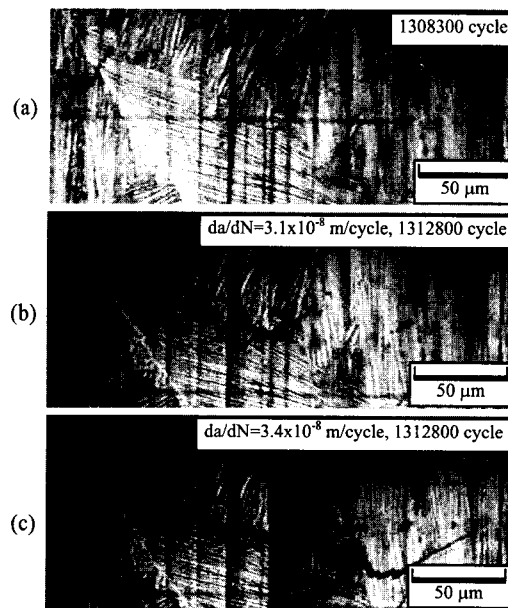 (a)
1308300 cycle
50 μm
(b)
da/dN=3.1x10⁻⁸ m/cycle, 1312800 cycle
50 μm
(c)
da/dN=3.4x10⁻⁸ m/cycle, 1312800 cycle
50 μm